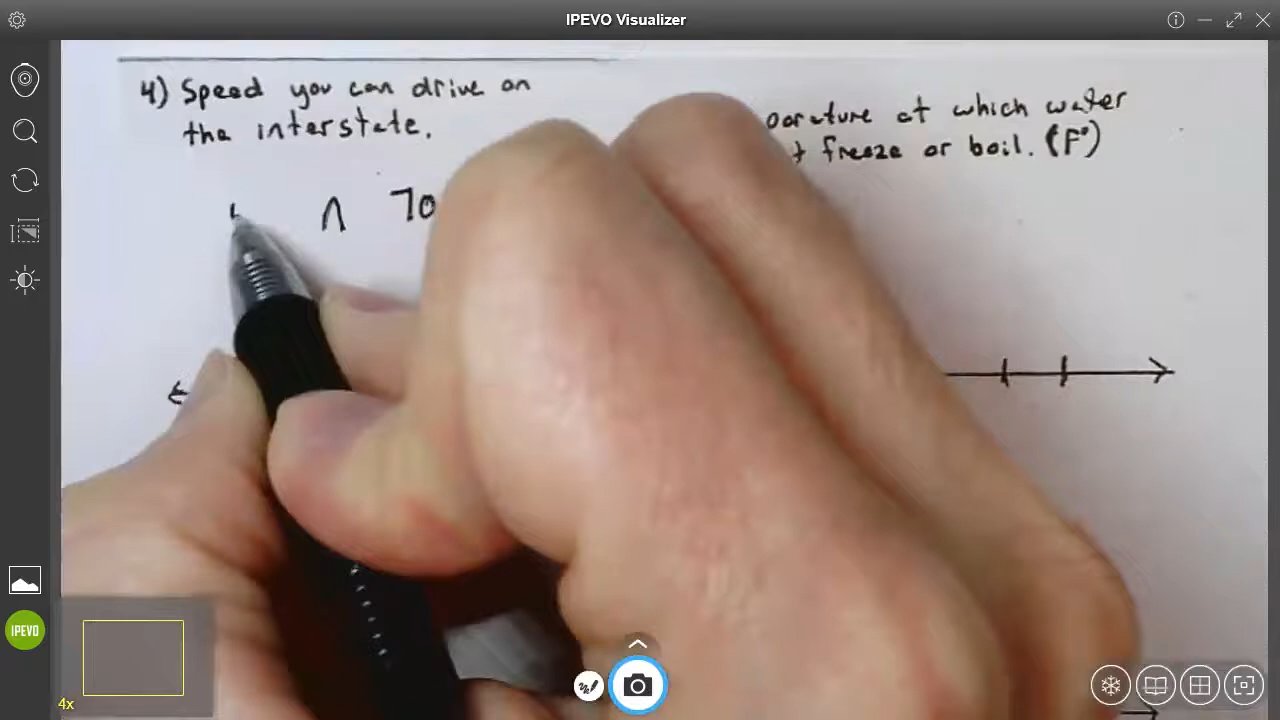 IPEVO Visualizer
4) Speed you can drive on
the interstate.
n 70
at which water
freeze or boil. (F°)
IPEVO
4x